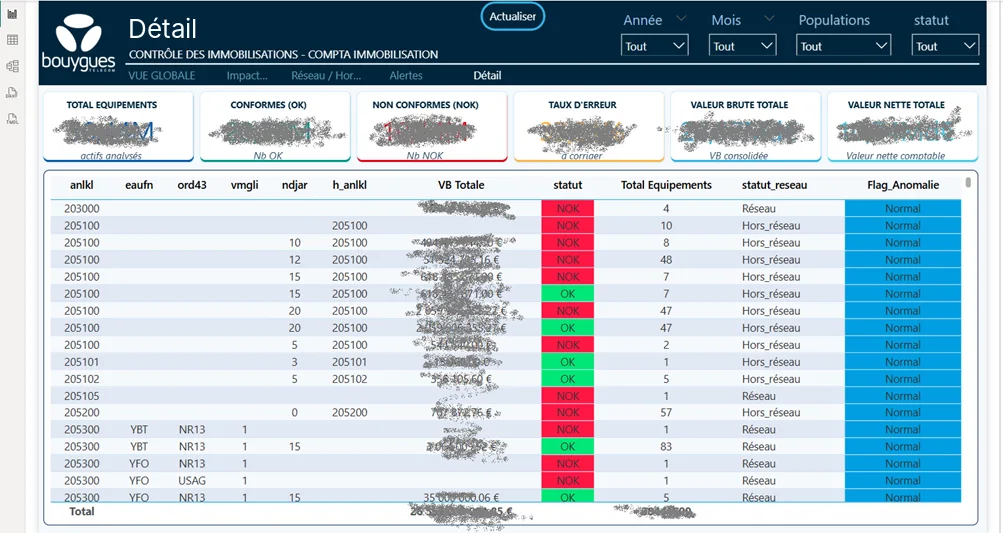 Actualiser
Détail
Année Mois Populations statut
Tout Tout Tout Tout
bouygues
TELECOM
CONTRÔLE DES IMMOBILISATIONS - COMPTA IMMOBILISATION
VUE GLOBALE Impact... Réseau / Hor... Alertes Détail
TOTAL EQUIPEMENTS CONFORMES (OK) NON CONFORMES (NOK) TAUX D'ERREUR VALEUR BRUTE TOTALE VALEUR NETTE TOTALE
actifs analysés Nb OK Nb NOK à corriger VB consolidée Valeur nette comptable
anlkl eaufn ord43 vmgli ndjar h_anlkl VB Totale statut Total Equipements statut_reseau Flag_Anomalie
203000 NOK 4 Réseau Normal
205100 205100 NOK 10 Hors_réseau Normal
205100 10 205100 NOK 8 Hors_réseau Normal
205100 12 205100 NOK 48 Hors_réseau Normal
205100 15 205100 NOK 7 Hors_réseau Normal
205100 15 205100 OK 7 Hors_réseau Normal
205100 20 205100 NOK 47 Hors_réseau Normal
205100 20 205100 OK 47 Hors_réseau Normal
205100 5 205100 NOK 2 Hors_réseau Normal
205101 3 205101 OK 1 Hors_réseau Normal
205102 5 205102 OK 5 Hors_réseau Normal
205105 NOK 1 Réseau Normal
205200 0 205200 NOK 57 Hors_réseau Normal
205300 YBT NR13 1 NOK 1 Réseau Normal
205300 YBT NR13 1 15 OK 83 Réseau Normal
205300 YFO NR13 1 NOK 1 Réseau Normal
205300 YFO USAG 1 NOK 1 Réseau Normal
205300 YFO NR13 1 15 OK 5 Réseau Normal
Total